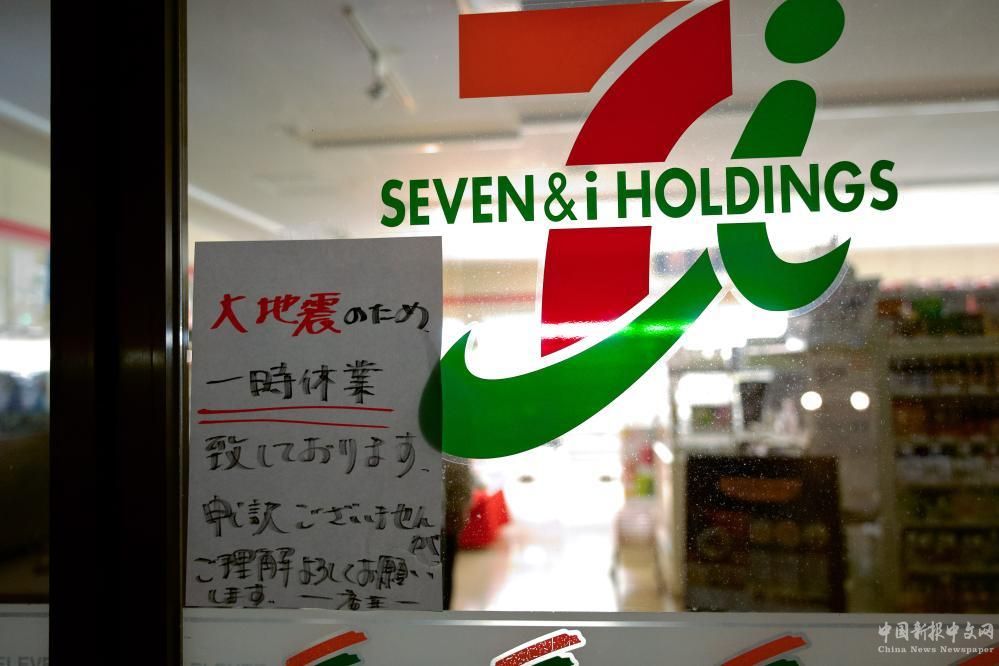 SEVEN&i HOLDINGS
大地震のため
一時休業
致しております。
申し訳ございませんが
ご理解よろしくお願い
します。
中国新报中文网
China News Newspaper